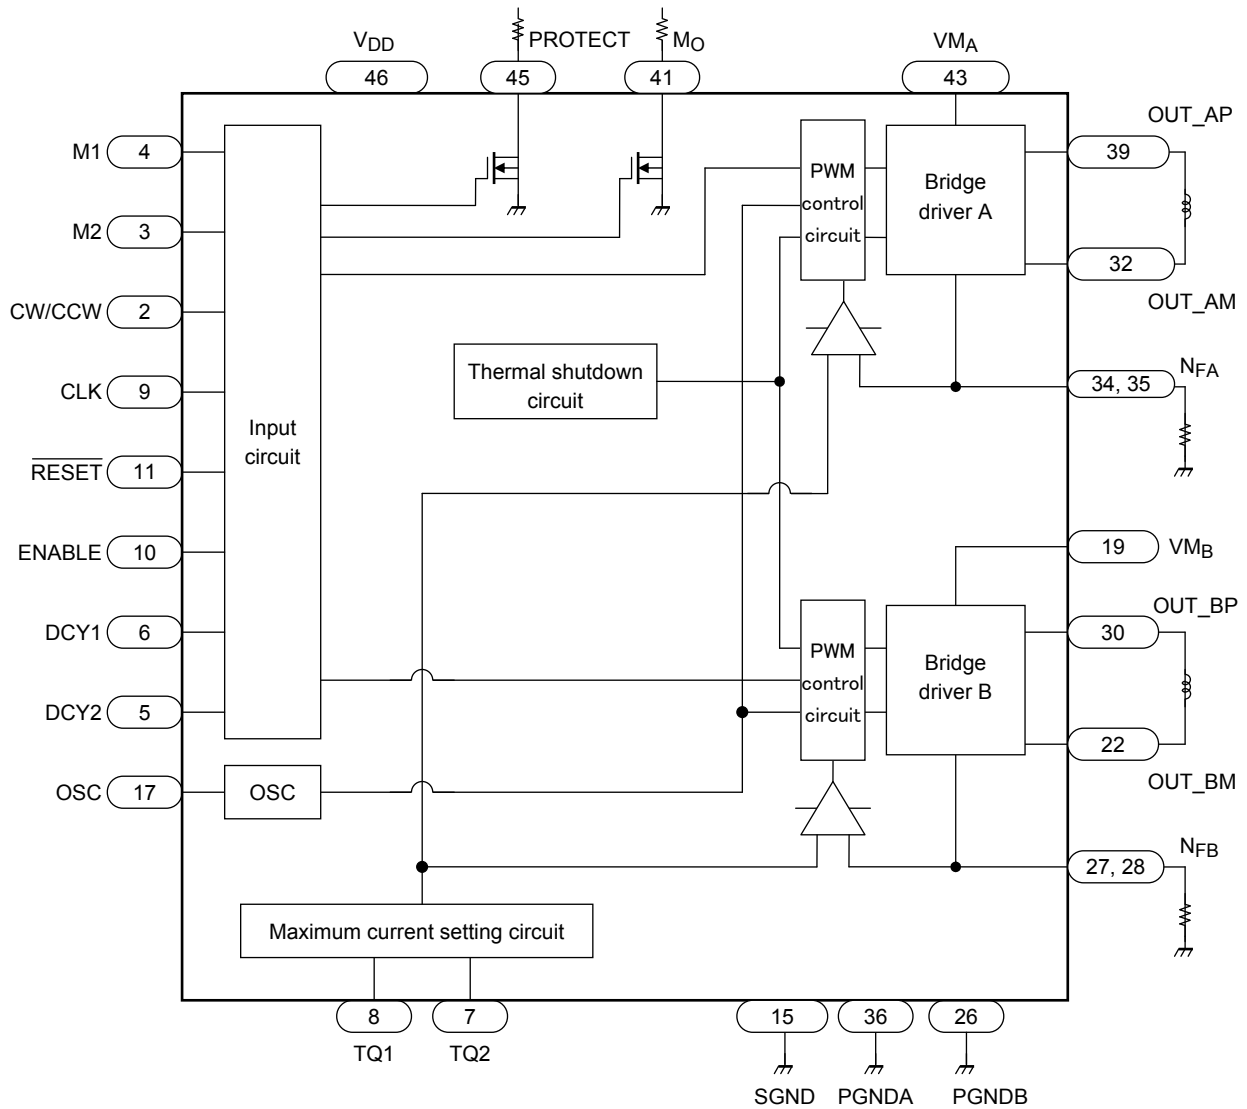 PROTECT
MO
VDD
VMA
46
45
41
43
OUT_AP
M1
4
39
PWM
control
circuit
Bridge
driver A
M2
3
32
OUT_AM
CW/CCW
2
Thermal shutdown
circuit
NFA
34, 35
CLK
9
Input
circuit
RESET
11
ENABLE
10
19
VMB
OUT_BP
DCY1
6
30
PWM
control
circuit
Bridge
driver B
DCY2
5
22
OUT_BM
OSC
17
OSC
NFB
27, 28
Maximum current setting circuit
8
7
15
36
26
TQ1
TQ2
SGND
PGNDA
PGNDB